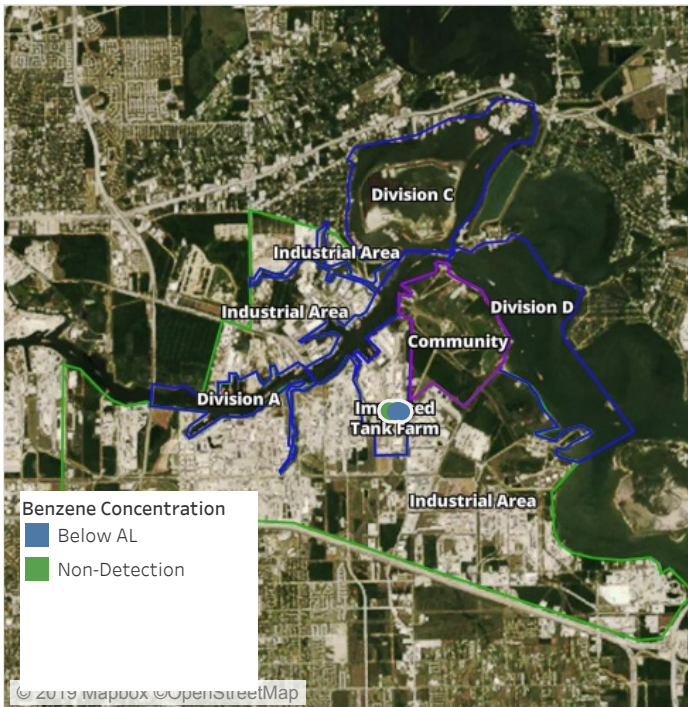 Division C
Industrial Area
Division D
Industrial Area
Community
Division A
Tank Farm
Industrial Area
Benzene Concentration
Below AL
Non-Detection
© 2019 Mapbox ©OpenStreetMap